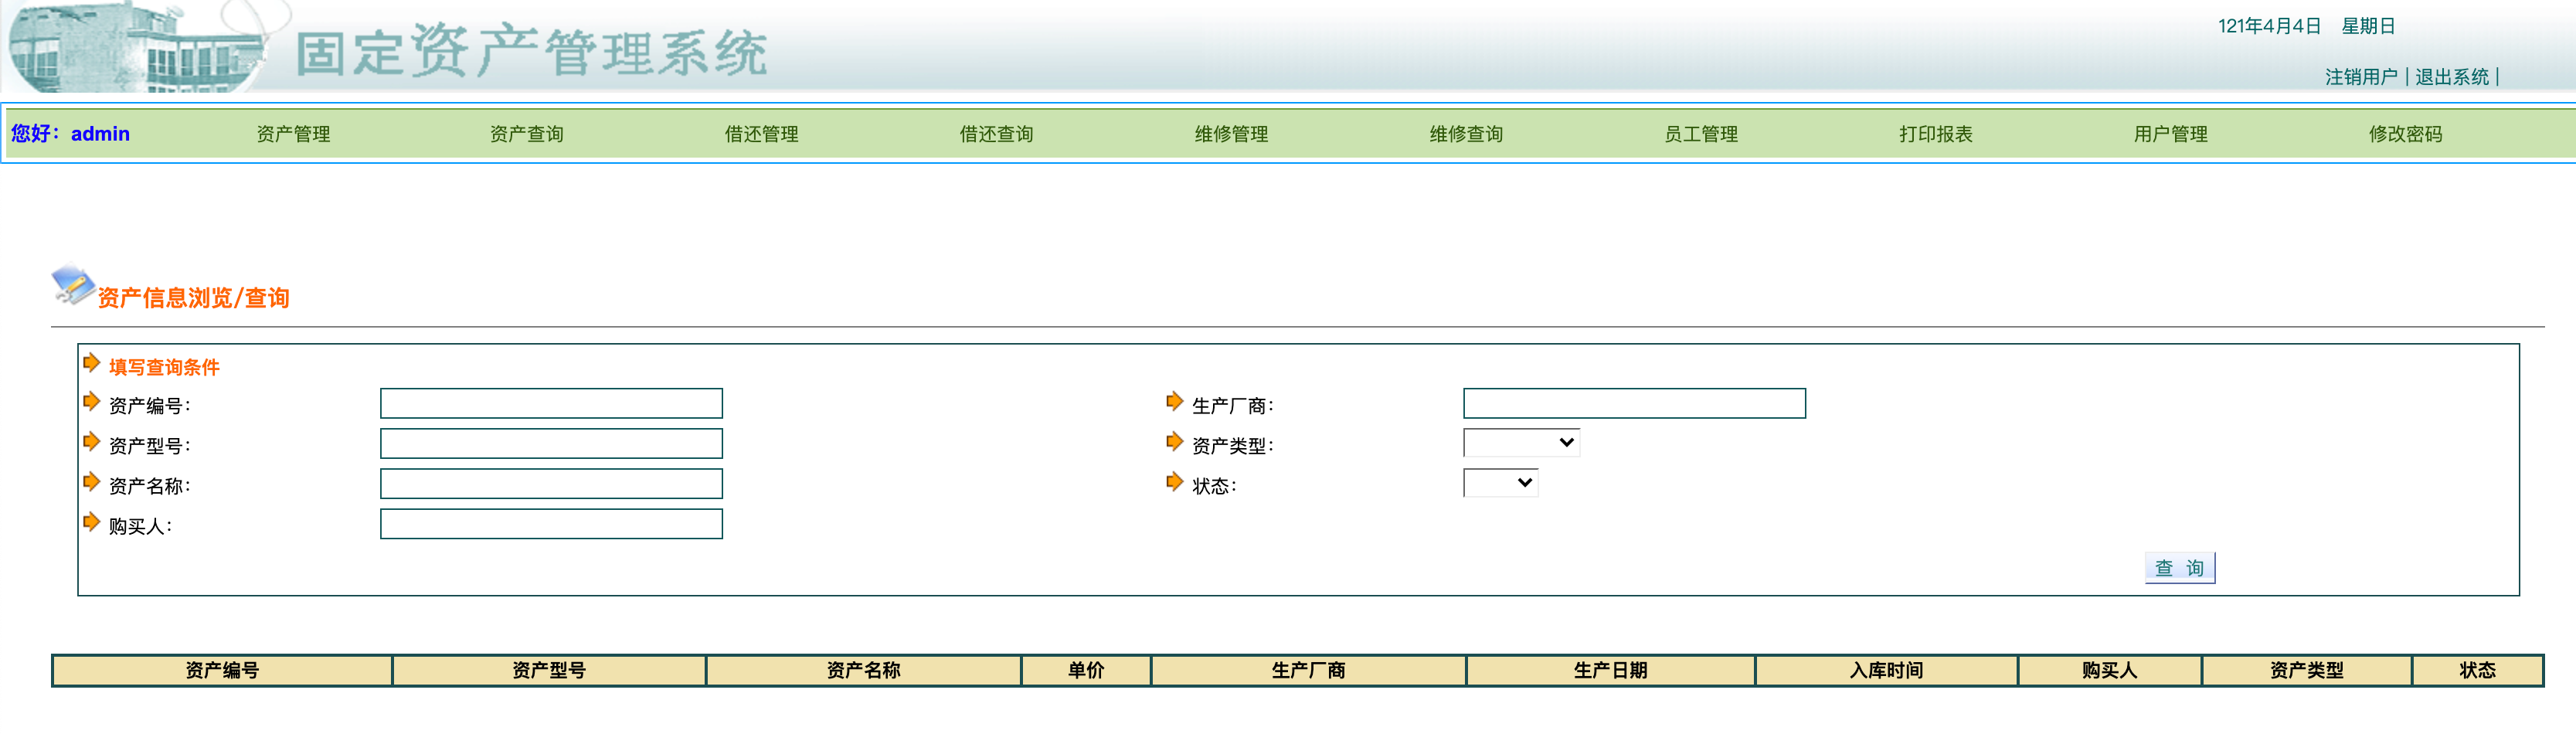 固定资产管理系统
121年4月4日 星期日
注销用户 | 退出系统 |
您好：admin 资产管理 资产查询 借还管理 借还查询 维修管理 维修查询 员工管理 打印报表 用户管理 修改密码
资产信息浏览/查询
填写查询条件
资产编号： 生产厂商：
资产型号： 资产类型：
资产名称： 状态：
购买人：
查 询
资产编号 资产型号 资产名称 单价 生产厂商 生产日期 入库时间 购买人 资产类型 状态